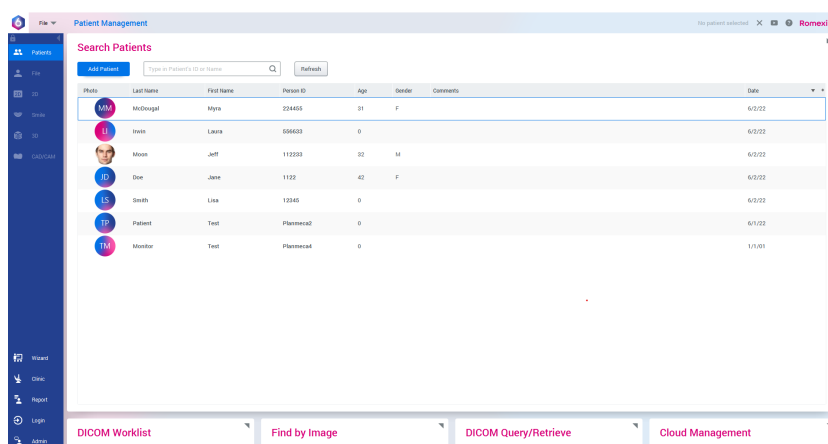 File
Patient Management
No patient selected
Romexi
Patients
File
2D
Smile
3D
CAD/CAM
Wizard
Clinic
Report
Login
Admin
Search Patients
Add Patient
Type in Patient's ID or Name
Refresh
Photo Last Name First Name Person ID Age Gender Comments Date
MM McDougal Myra 224455 31 F 6/2/22
LI Irwin Laura 556633 0 6/2/22
Moon Jeff 112233 32 M 6/2/22
JD Doe Jane 1122 42 F 6/2/22
LS Smith Lisa 12345 0 6/2/22
TP Patient Test Planmeca2 0 6/1/22
TM Monitor Test Planmeca4 0 1/1/01
DICOM Worklist
Find by Image
DICOM Query/Retrieve
Cloud Management